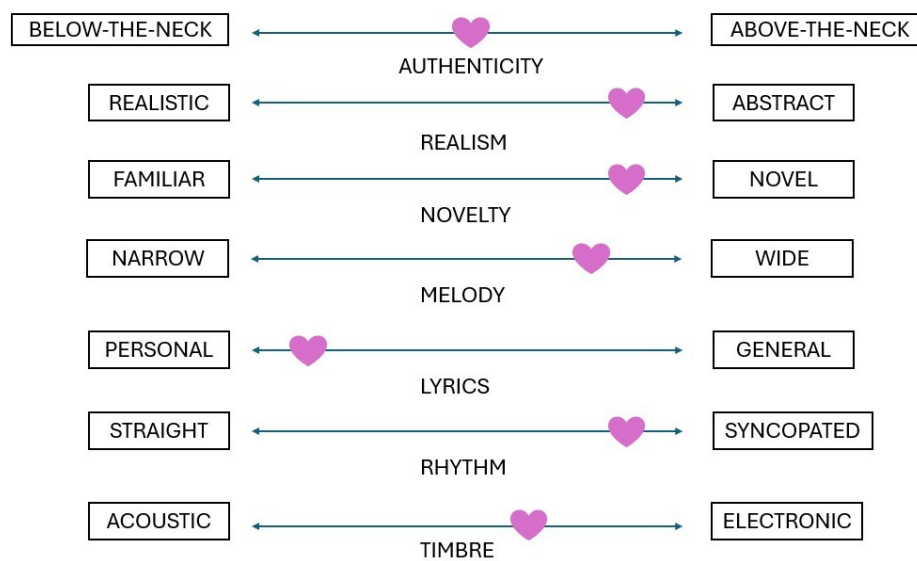 BELOW-THE-NECK ABOVE-THE-NECK
AUTHENTICITY
REALISTIC ABSTRACT
REALISM
FAMILIAR NOVEL
NOVELTY
NARROW WIDE
MELODY
PERSONAL GENERAL
LYRICS
STRAIGHT SYNCOPATED
RHYTHM
ACOUSTIC ELECTRONIC
TIMBRE